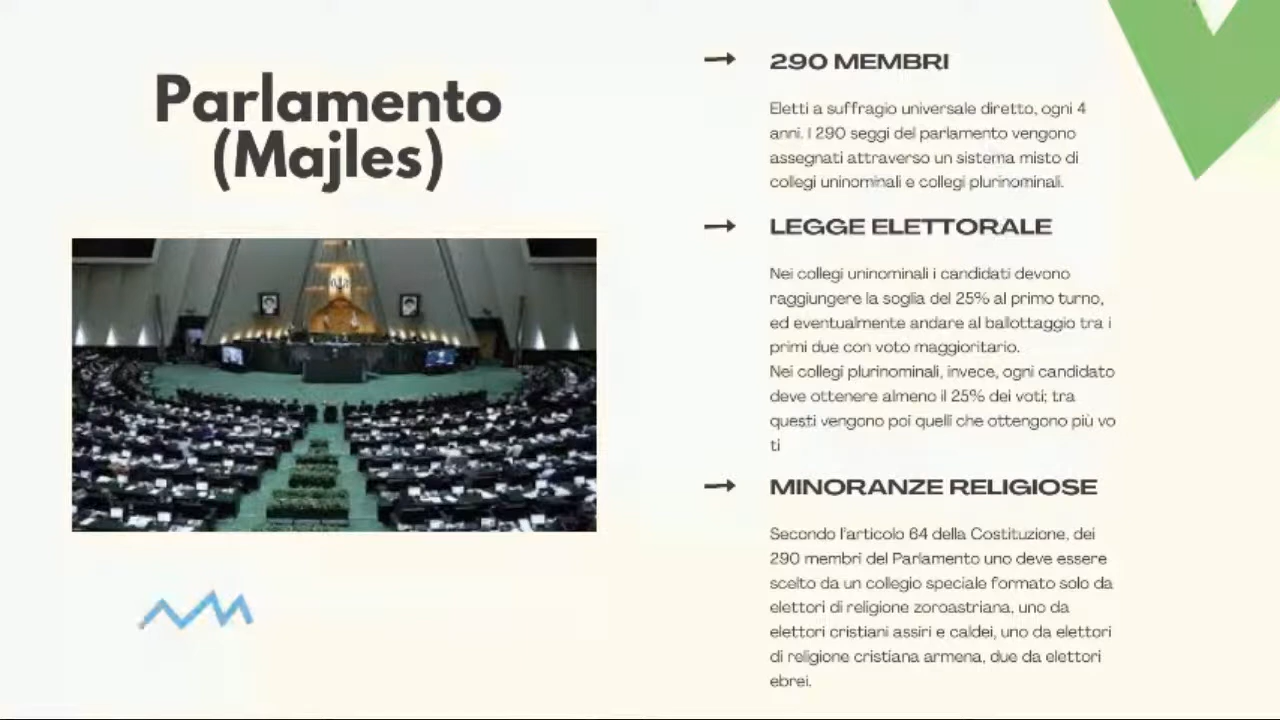 Parlamento
(Majles)
290 MEMBRI
Eletti a suffragio universale diretto, ogni 4
anni. I 290 seggi del parlamento vengono
assegnati attraverso un sistema misto di
collegi uninominali e collegi plurinominali.
LEGGE ELETTORALE
Nei collegi uninominali i candidati devono
raggiungere la soglia del 25% al primo turno,
ed eventualmente andare al ballottaggio tra i
primi due con voto maggioritario.
Nei collegi plurinominali, invece, ogni candidato
deve ottenere almeno il 25% dei voti; tra
questi vengono poi quelli che ottengono più vo
ti
MINORANZE RELIGIOSE
Secondo l'articolo 64 della Costituzione, dei
290 membri del Parlamento uno deve essere
scelto da un collegio speciale formato solo da
elettori di religione zoroastriana, uno da
elettori cristiani assiri e caldei, uno da elettori
di religione cristiana armena, due da elettori
ebrei.